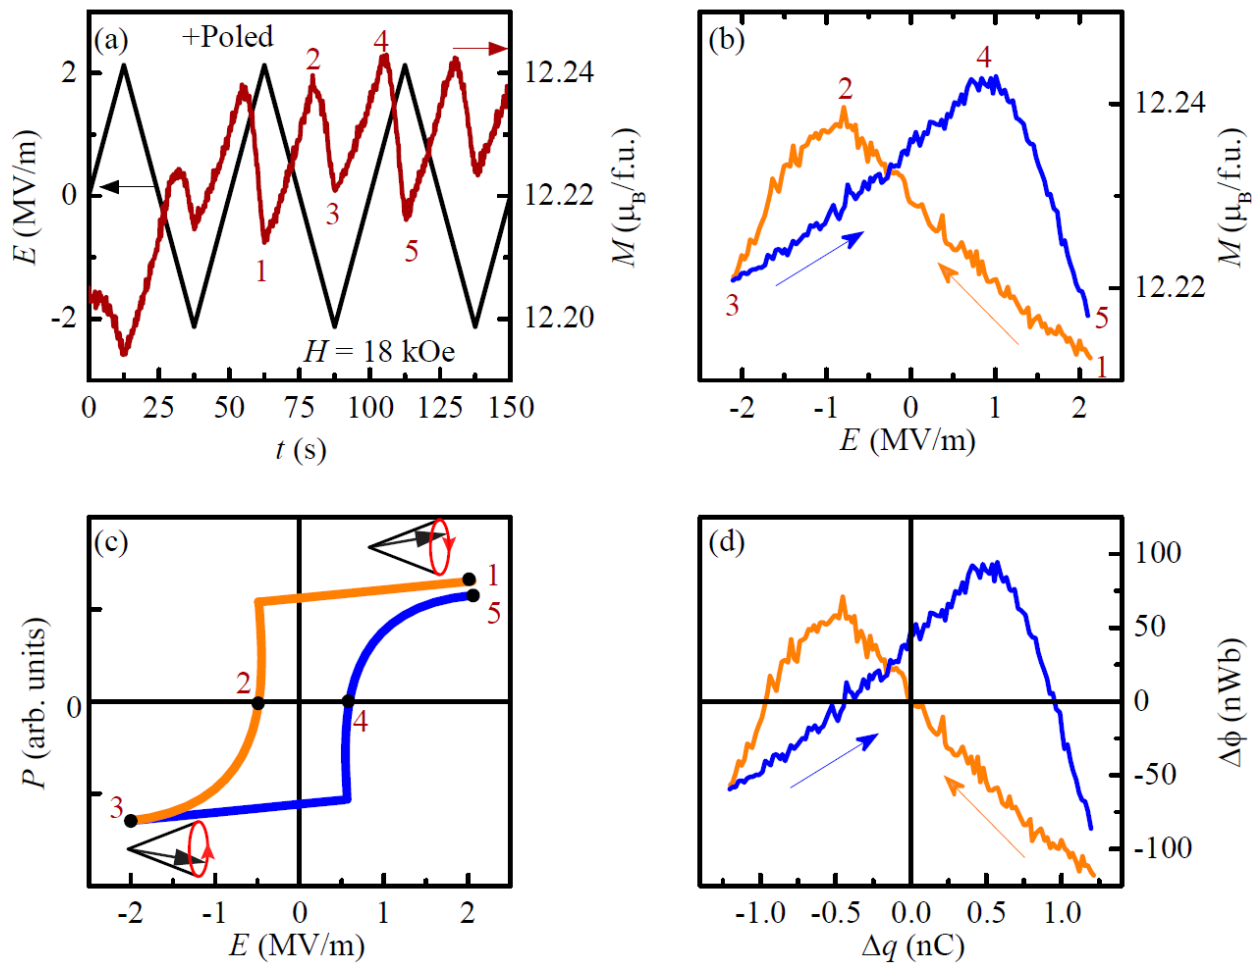 (a)
+Poled
2
4
2
12.24
E (MV/m)
0
12.22
M (μB/f.u.)
3
1
5
-2
12.20
H = 18 kOe
0 25 50 75 100 125 150
t (s)
(b)
4
2
12.24
M (μB/f.u.)
3
12.22
5
1
-2 -1 0 1 2
E (MV/m)
(c)
1
5
P (arb. units)
2
0
4
3
-2 -1 0 1 2
E (MV/m)
(d)
100
50
0
Δϕ (nWb)
-50
-100
-1.0 -0.5 0.0 0.5 1.0
Δq (nC)